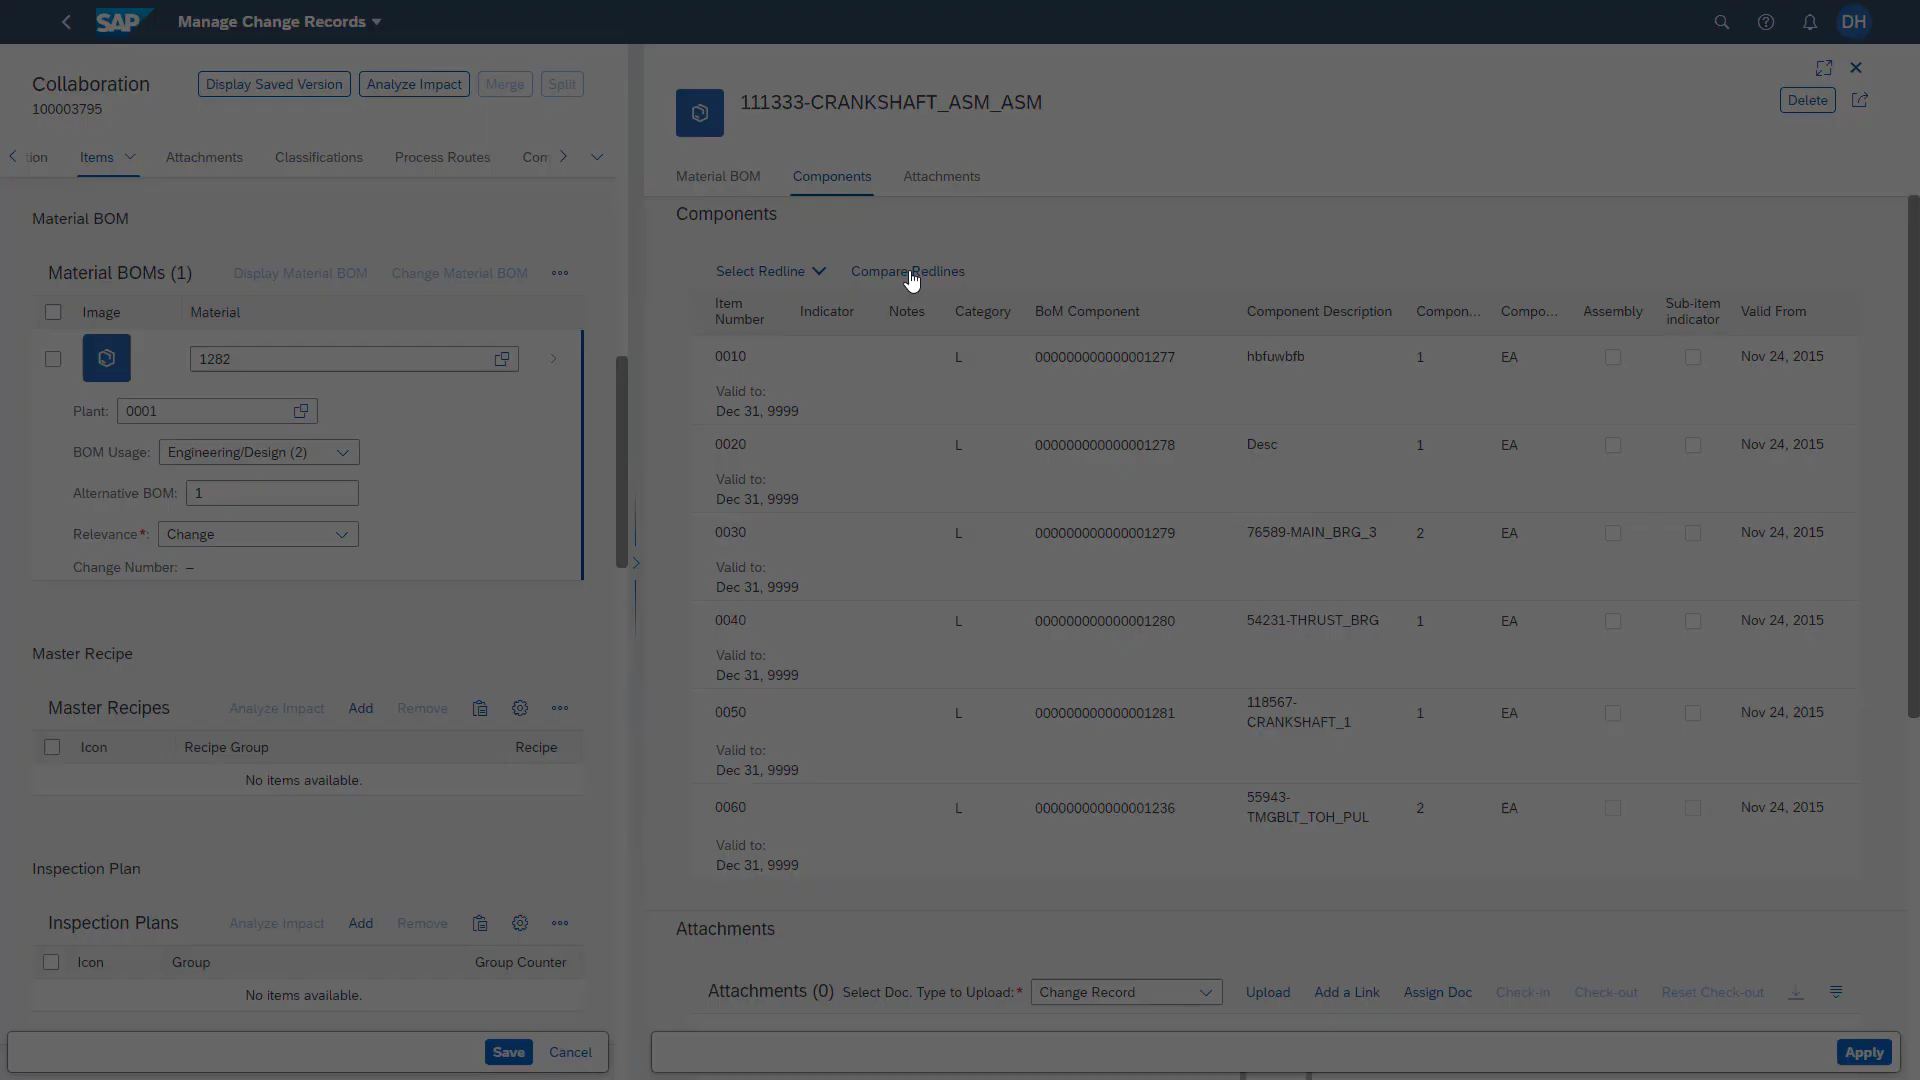 SAP
Manage Change Records
DH
Collaboration
100003795
Display Saved Version
Analyze Impact
Merge
Split
tion
Items
Attachments
Classifications
Process Routes
Con
Material BOM
Material BOMs (1)
Display Material BOM
Change Material BOM
Image
Material
1282
Plant: 0001
BOM Usage: Engineering/Design (2)
Alternative BOM: 1
Relevance*: Change
Change Number: –
Master Recipe
Master Recipes
Analyze Impact
Add
Remove
Icon
Recipe Group
Recipe
No items available.
Inspection Plan
Inspection Plans
Analyze Impact
Add
Remove
Icon
Group
Group Counter
No items available.
Save
Cancel
111333-CRANKSHAFT_ASM_ASM
Delete
Material BOM
Components
Attachments
Components
Select Redline
Compare Redlines
Item Number
Indicator
Notes
Category
BoM Component
Component Description
Compon...
Compo...
Assembly
Sub-item indicator
Valid From
0010 L 000000000000001277 hbfuwbfb 1 EA Nov 24, 2015
Valid to:
Dec 31, 9999
0020 L 000000000000001278 Desc 1 EA Nov 24, 2015
Valid to:
Dec 31, 9999
0030 L 000000000000001279 76589-MAIN_BRG_3 2 EA Nov 24, 2015
Valid to:
Dec 31, 9999
0040 L 000000000000001280 54231-THRUST_BRG 1 EA Nov 24, 2015
Valid to:
Dec 31, 9999
0050 L 000000000000001281 118567-CRANKSHAFT_1 1 EA Nov 24, 2015
Valid to:
Dec 31, 9999
0060 L 000000000000001236 55943-TMGBLT_TOH_PUL 2 EA Nov 24, 2015
Valid to:
Dec 31, 9999
Attachments
Attachments (0)
Select Doc. Type to Upload:*
Change Record
Upload
Add a Link
Assign Doc
Check-in
Check-out
Reset Check-out
Apply